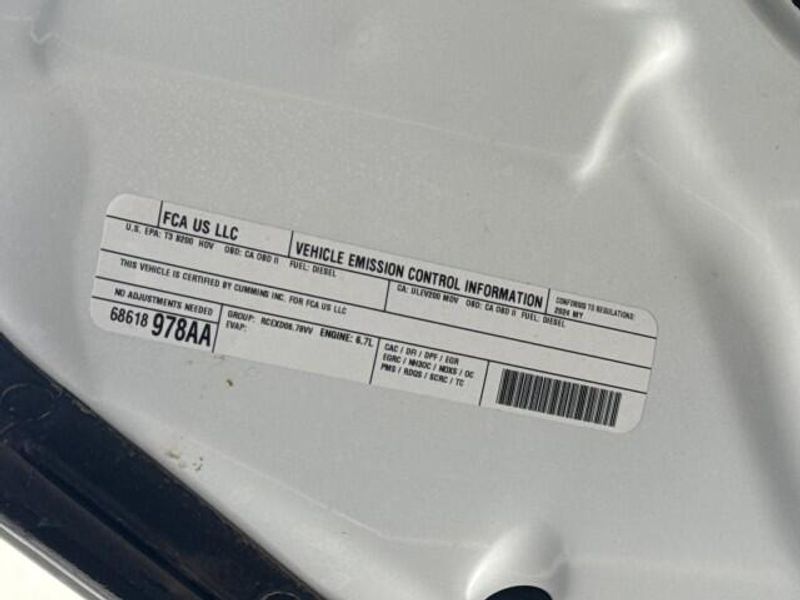 FCA US LLC
VEHICLE EMISSION CONTROL INFORMATION
CONFORMS TO REGULATIONS:
2024 MY
U.S. EPA: T3 B200 HDV OBD: CA OBD II FUEL: DIESEL
CA: ULEV200 MDV OBD: CA OBD II FUEL: DIESEL
THIS VEHICLE IS CERTIFIED BY CUMMINS INC. FOR FCA US LLC
NO ADJUSTMENTS NEEDED
68618 978AA
GROUP: RCEXD06.78VV ENGINE: 6.7L
EVAP:
CAC / DFI / DPF / EGR
EGRC / NH3OC / NOXS / OC
PMS / RDQS / SCRC / TC